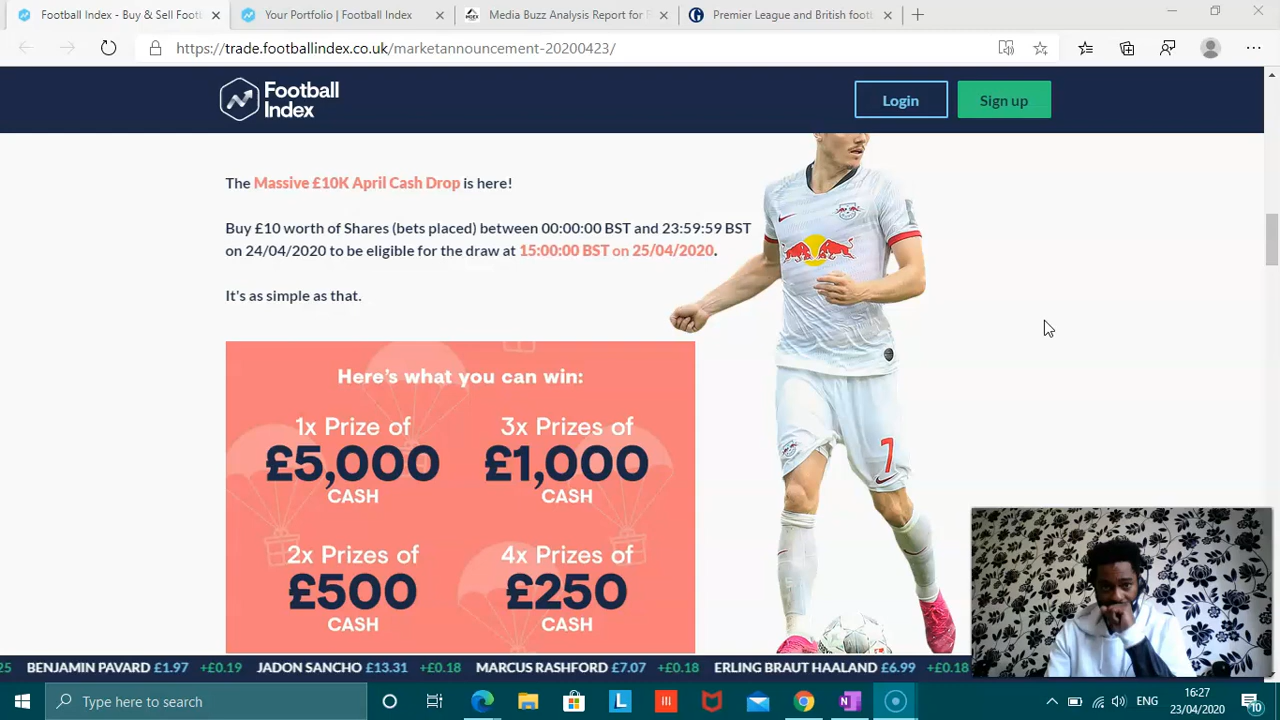 Football Index - Buy & Sell Foot
Your Portfolio | Football Index
Media Buzz Analysis Report for F
Premier League and British footb
https://trade.footballindex.co.uk/marketannouncement-20200423/
Football
Index
Login
Sign up
The Massive £10K April Cash Drop is here!
Buy £10 worth of Shares (bets placed) between 00:00:00 BST and 23:59:59 BST
on 24/04/2020 to be eligible for the draw at 15:00:00 BST on 25/04/2020.
It's as simple as that.
Here's what you can win:
1x Prize of
£5,000
CASH
3x Prizes of
£1,000
CASH
2x Prizes of
£500
CASH
4x Prizes of
£250
CASH
7
25 BENJAMIN PAVARD £1.97 +£0.19 JADON SANCHO £13.31 +£0.18 MARCUS RASHFORD £7.07 +£0.18 ERLING BRAUT HAALAND £6.99 +£0.18
Type here to search
ENG
16:27
23/04/2020
10